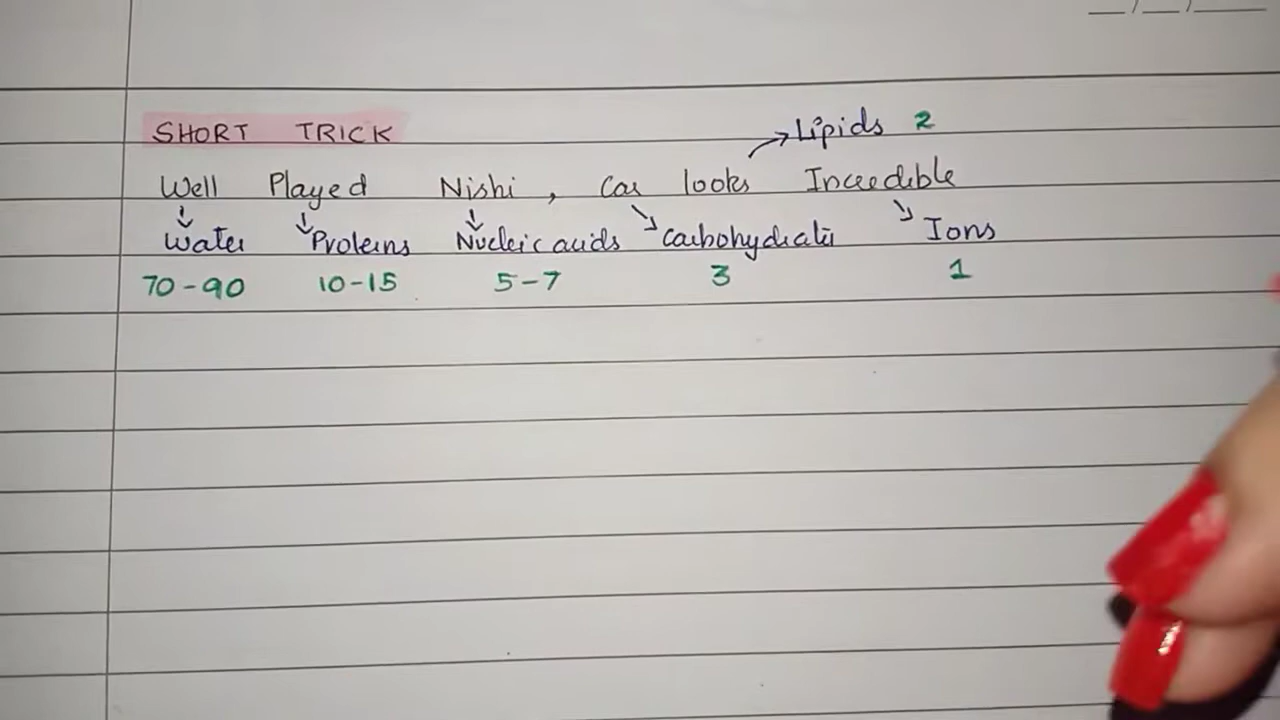 SHORT TRICK
→Lipids 2
Well Played Nishi , Car looks Incredible
Water Proteins Nucleic acids Carbohydrate Ions
70-90 10-15 5-7 3 1